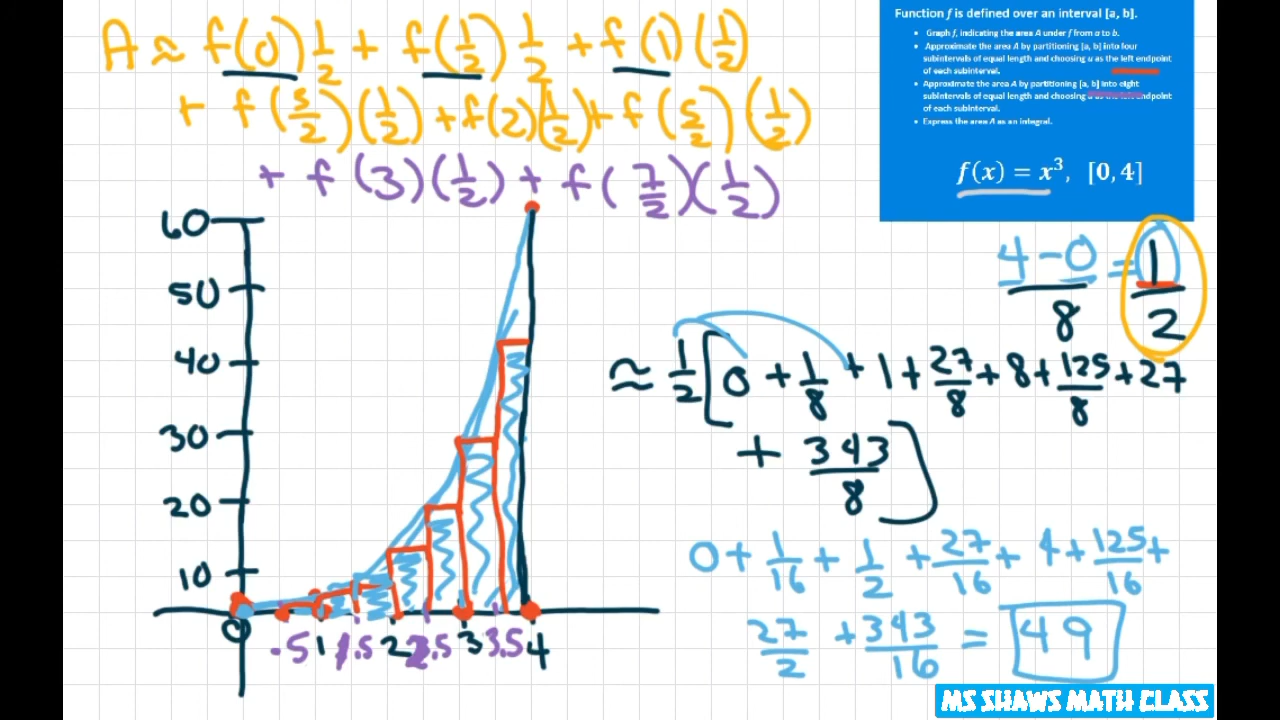 A ≈ f(0)1/2 + f(1/2)1/2 + f(1)(1/2)
+ f(5/2)(1/2) + f(2)(1/2) + f(5/2)(1/2)
+ f(3)(1/2) + f(7/2)(1/2)
Function f is defined over an interval [a, b].
• Graph f, indicating the area A under f from a to b.
• Approximate the area A by partitioning [a, b] into four
subintervals of equal length and choosing u as the left endpoint
of each subinterval.
• Approximate the area A by partitioning [a, b] into eight
subintervals of equal length and choosing u as the left endpoint
of each subinterval.
• Express the area A as an integral.
f(x) = x³, [0, 4]
4-0/8 = 1/2
≈ 1/2[0 + 1/8 + 1 + 27/8 + 8 + 125/8 + 27
+ 343/8]
0 + 1/16 + 1/2 + 27/16 + 4 + 125/16 +
27/2 + 343/16 = 49
60
50
40
30
20
10
0 .5 1 1.5 2 2.5 3 3.5 4
MS SHAWS MATH CLASS